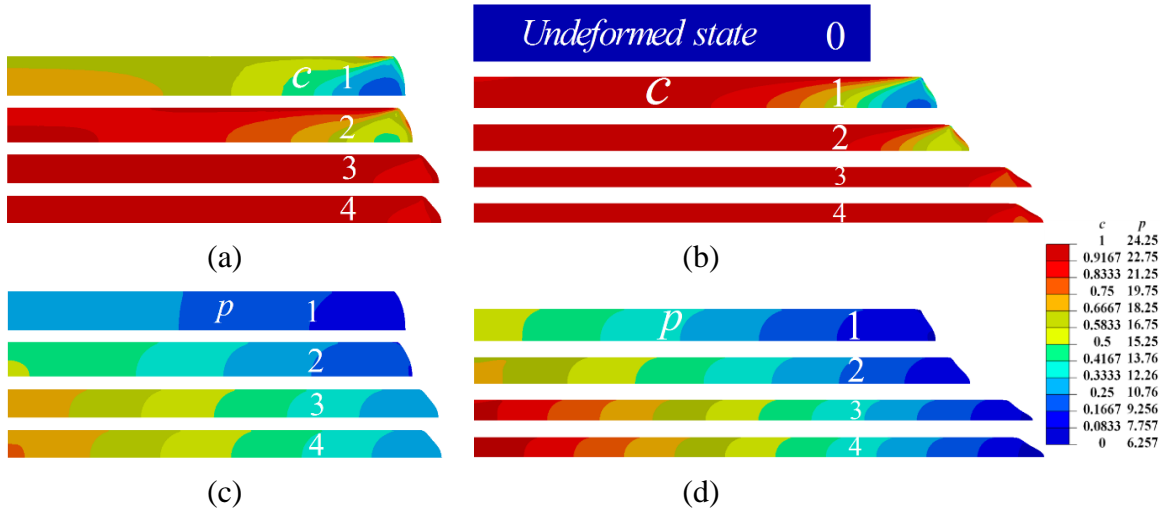 Undeformed state 0
c 1
2
3
4
(a)
c 1
2
3
4
(b)
p 1
2
3
4
(c)
p 1
2
3
4
(d)
c p
1 24.25
0.9167 22.75
0.8333 21.25
0.75 19.75
0.6667 18.25
0.5833 16.75
0.5 15.25
0.4167 13.76
0.3333 12.26
0.25 10.76
0.1667 9.256
0.0833 7.757
0 6.257